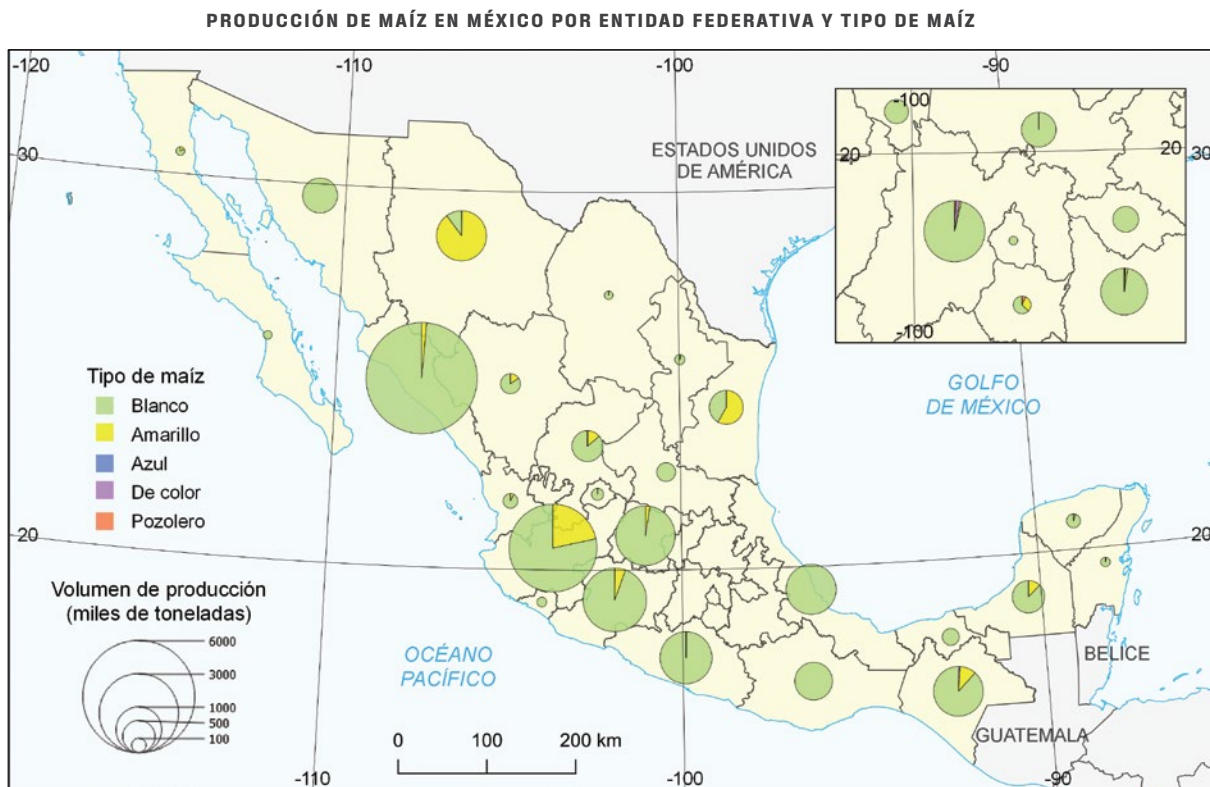 PRODUCCIÓN DE MAÍZ EN MÉXICO POR ENTIDAD FEDERATIVA Y TIPO DE MAÍZ
-120
-110
-100
-90
-100
20
20
-100
30
30
ESTADOS UNIDOS
DE AMÉRICA
GOLFO
DE MÉXICO
Tipo de maíz
Blanco
Amarillo
Azul
De color
Pozolero
20
20
Volumen de producción
(miles de toneladas)
6000
3000
1000
500
100
OCÉANO
PACÍFICO
BELICE
GUATEMALA
0 100 200 km
-110
-100
-90